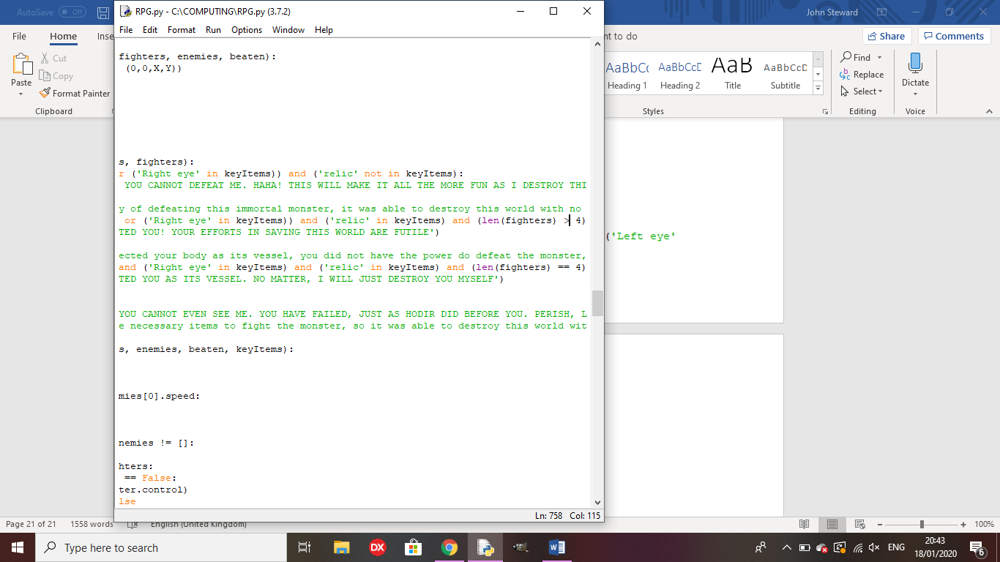 AutoSave Off
RPG.py - C:\COMPUTING\RPG.py (3.7.2)
John Steward
File Edit Format Run Options Window Help
File Home Inse
nt to do
Share Comments
Paste
Cut
Copy
Format Painter
Clipboard
AaBbCc AaBbCcD AaB AaBbCcD
Heading 1 Heading 2 Title Subtitle
Styles
Find
Replace
Select
Editing
Dictate
Voice
fighters, enemies, beaten):
(0,0,X,Y))
s, fighters):
r ('Right eye' in keyItems)) and ('relic' not in keyItems):
YOU CANNOT DEFEAT ME. HAHA! THIS WILL MAKE IT ALL THE MORE FUN AS I DESTROY THI
y of defeating this immortal monster, it was able to destroy this world with no
or ('Right eye' in keyItems)) and ('relic' in keyItems) and (len(fighters) > 4)
TED YOU! YOUR EFFORTS IN SAVING THIS WORLD ARE FUTILE')
('Left eye'
ected your body as its vessel, you did not have the power do defeat the monster,
and ('Right eye' in keyItems) and ('relic' in keyItems) and (len(fighters) == 4)
TED YOU AS ITS VESSEL. NO MATTER, I WILL JUST DESTROY YOU MYSELF')
YOU CANNOT EVEN SEE ME. YOU HAVE FAILED, JUST AS HODIR DID BEFORE YOU. PERISH, L
e necessary items to fight the monster, so it was able to destroy this world wit
s, enemies, beaten, keyItems):
mies[0].speed:
nemies != []:
hters:
== False:
ter.control)
lse
Ln: 758 Col: 115
Page 21 of 21 1558 words English (United Kingdom) 100%
Type here to search
DX
ENG
20:43
18/01/2020
6